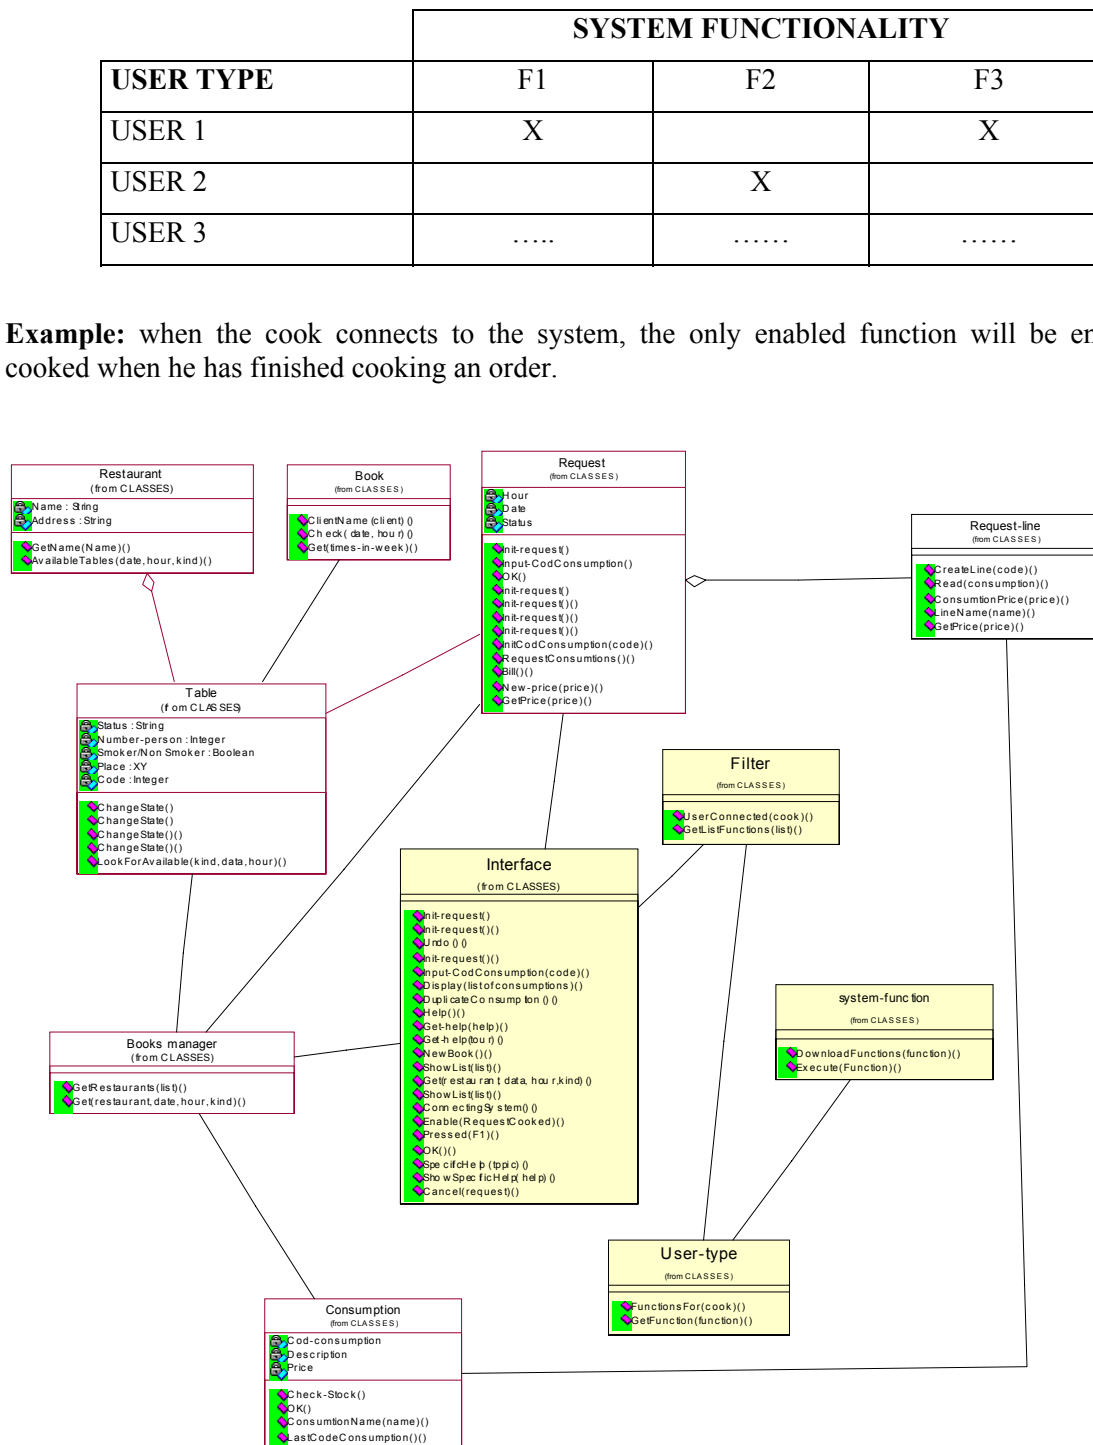 SYSTEM FUNCTIONALITY
USER TYPE F1 F2 F3
USER 1 X X
USER 2 X
USER 3 ….. …… ……
Example: when the cook connects to the system, the only enabled function will be en
cooked when he has finished cooking an order.
Restaurant
(from CLASSES)
Name : String
Address : String
GetName(Name)()
AvailableTables(date,hour,kind)()
Book
(from CLASSES)
ClientName (client) ()
Check( date, hour) ()
Get(times-in-week)()
Request
(from CLASSES)
Hour
Date
Status
Init-request()
Input-CodConsumption()
OK()
Init-request()
Init-request()()
Init-request()()
Init-request()()
InitCodConsumption(code)()
RequestConsumtions()()
Bill()()
New-price(price)()
GetPrice(price)()
Request-line
(from CLASSES)
CreateLine(code)()
Read(consumption)()
ConsumtionPrice(price)()
LineName(name)()
GetPrice(price)()
Table
(from CLASSES)
Status : String
Number-person : Integer
Smoker/Non Smoker : Boolean
Place : XY
Code : Integer
ChangeState()
ChangeState()
ChangeState()()
ChangeState()()
LookForAvailable(kind,data,hour)()
Filter
(from CLASSES)
UserConnected(cook)()
GetListFunctions(list)()
Interface
(from CLASSES)
Init-request()
Init-request()()
Undo () ()
Init-request()()
Input-CodConsumption(code)()
Display(listofconsumptions)()
DuplicateConsumption () ()
Help()()
Get-help(help)()
Get-help(tour) ()
NewBook()()
ShowList(list)()
Get(restaurant, data, hour,kind) ()
ShowList(list)()
ConnectingSystem() ()
Enable(RequestCooked)()
Pressed(F1)()
OK()()
SpecifcHelp (tppic) ()
ShowSpecficHelp( help) ()
Cancel(request)()
system-function
(from CLASSES)
DownloadFunctions(function)()
Execute(Function)()
Books manager
(from CLASSES)
GetRestaurants(list)()
Get(restaurant,date,hour,kind)()
User-type
(from CLASSES)
FunctionsFor(cook)()
GetFunction(function)()
Consumption
(from CLASSES)
Cod-consumption
Description
Price
Check-Stock()
OK()
ConsumtionName(name)()
LastCodeConsumption()()